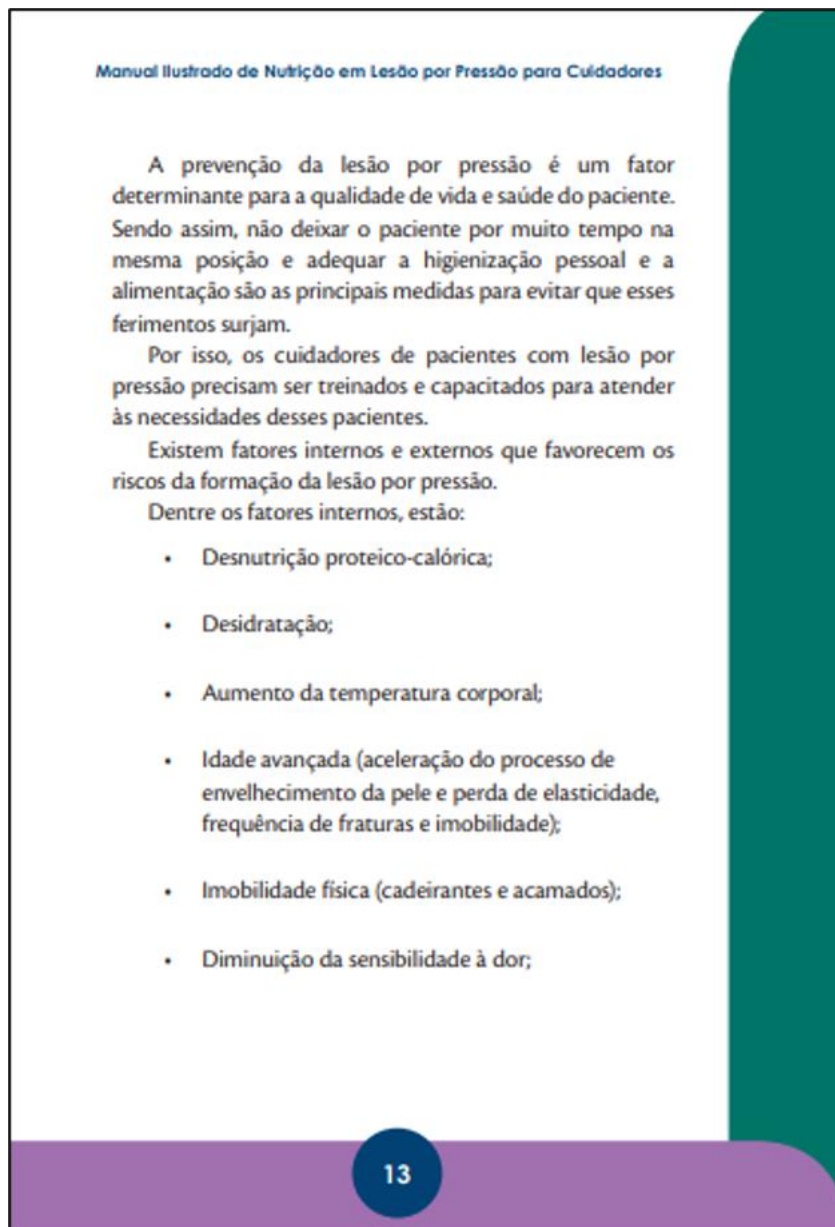 Manual Ilustrado de Nutrição em Lesão por Pressão para Cuidadores
A prevenção da lesão por pressão é um fator
determinante para a qualidade de vida e saúde do paciente.
Sendo assim, não deixar o paciente por muito tempo na
mesma posição e adequar a higienização pessoal e a
alimentação são as principais medidas para evitar que esses
ferimentos surjam.
Por isso, os cuidadores de pacientes com lesão por
pressão precisam ser treinados e capacitados para atender
às necessidades desses pacientes.
Existem fatores internos e externos que favorecem os
riscos da formação da lesão por pressão.
Dentre os fatores internos, estão:
• Desnutrição proteico-calórica;
• Desidratação;
• Aumento da temperatura corporal;
• Idade avançada (aceleração do processo de
envelhecimento da pele e perda de elasticidade,
frequência de fraturas e imobilidade);
• Imobilidade física (cadeirantes e acamados);
• Diminuição da sensibilidade à dor;
13